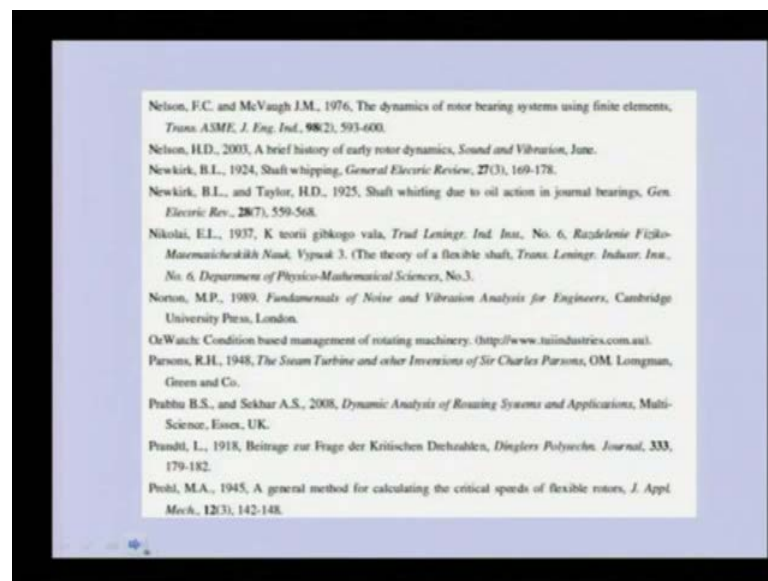 Nelson, F.C. and McVaugh J.M., 1976, The dynamics of rotor bearing systems using finite elements,
Trans. ASME, J. Eng. Ind., 98(2), 593-600.
Nelson, H.D., 2003, A brief history of early rotor dynamics, Sound and Vibration, June.
Newkirk, B.L., 1924, Shaft whipping, General Electric Review, 27(3), 169-178.
Newkirk, B.L., and Taylor, H.D., 1925, Shaft whirling due to oil action in journal bearings, Gen.
Electric Rev., 28(7), 559-568.
Nikolai, E.L., 1937, K teorii gibkogo vala, Trud Leningr. Ind. Inst., No. 6, Razdelenie Fiziko-
Matematicheskikh Nauk, Vypusk 3. (The theory of a flexible shaft, Trans. Leningr. Industr. Inst.,
No. 6, Department of Physico-Mathematical Sciences, No.3.
Norton, M.P., 1989. Fundamentals of Noise and Vibration Analysis for Engineers, Cambridge
University Press, London.
OzWatch: Condition based management of rotating machinery. (http://www.tuiindustries.com.au).
Parsons, R.H., 1948, The Steam Turbine and other Inventions of Sir Charles Parsons, OM. Lomgman,
Green and Co.
Prabhu B.S., and Sekhar A.S., 2008, Dynamic Analysis of Rotating Systems and Applications, Multi-
Science, Essex, UK.
Prandtl, L., 1918, Beitrage zur Frage der Kritischen Drehzahlen, Dinglers Polytechn. Journal, 333,
179-182.
Prohl, M.A., 1945, A general method for calculating the critical speeds of flexible rotors, J. Appl.
Mech., 12(3), 142-148.